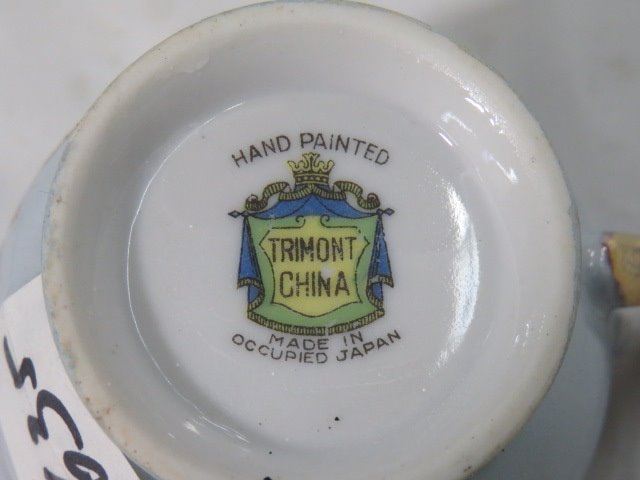 HAND PAINTED
TRIMONT
CHINA
MADE IN
OCCUPIED JAPAN